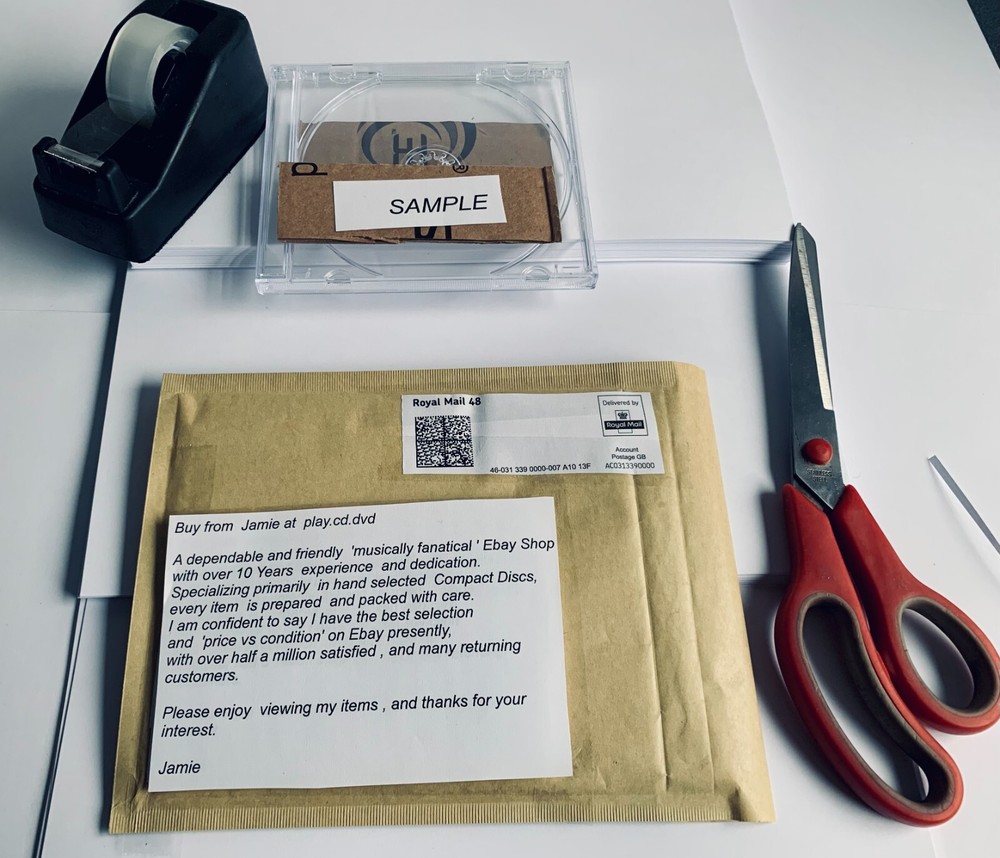 SAMPLE
Royal Mail 48
Delivered by
Royal Mail
Account
Postage GB
46-031 339 0000-007 A10 13F
AC0313390000
Buy from Jamie at play.cd.dvd
A dependable and friendly 'musically fanatical ' Ebay Shop
with over 10 Years experience and dedication.
Specializing primarily in hand selected Compact Discs,
every item is prepared and packed with care.
I am confident to say I have the best selection
and 'price vs condition' on Ebay presently,
with over half a million satisfied , and many returning
customers.
Please enjoy viewing my items , and thanks for your
interest.
Jamie